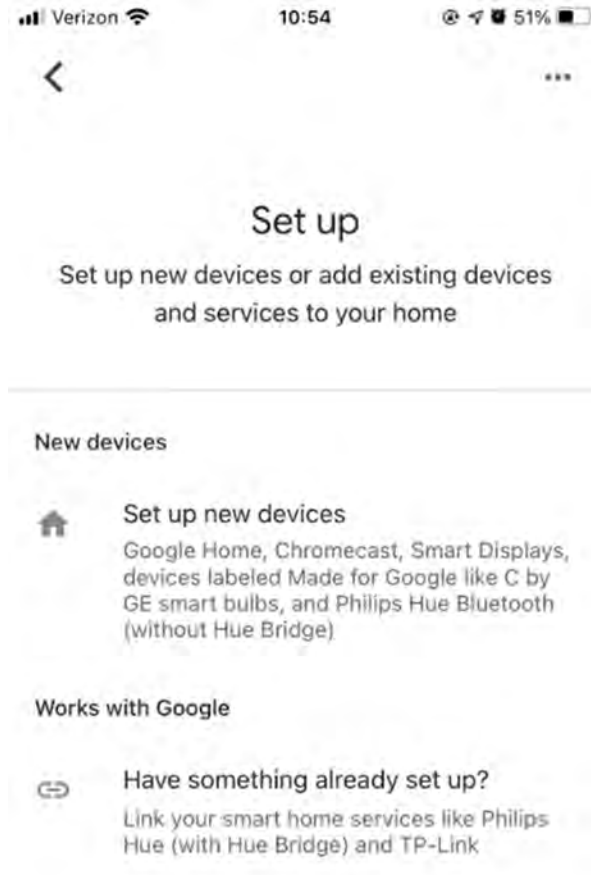 Verizon 10:54 51%
Set up
Set up new devices or add existing devices
and services to your home
New devices
Set up new devices
Google Home, Chromecast, Smart Displays,
devices labeled Made for Google like C by
GE smart bulbs, and Philips Hue Bluetooth
(without Hue Bridge)
Works with Google
Have something already set up?
Link your smart home services like Philips
Hue (with Hue Bridge) and TP-Link